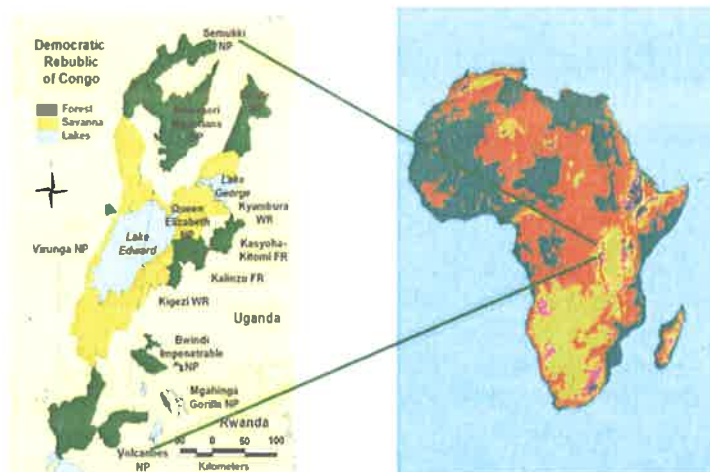 Semukki
NP
Democratic
Rebublic
of Congo
Forest
Savanna
Lakes
Lake
George
Queen
Elizabeth
NP
Kyambura
WR
Virunga NP
Lake
Edward
Kasyoha-
Kitomi FR
Kalinzu FR
Kigezi WR
Uganda
Bwindi
Impenetrable
NP
Mgahinga
Gorilla NP
Rwanda
0 50 100
Kilometers
Volcanoes
NP